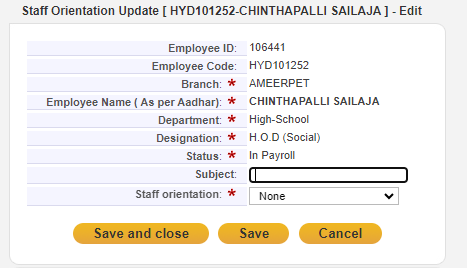 Staff Orientation Update [ HYD101252-CHINTHAPALLI SAILAJA ] - Edit
Employee ID: 106441
Employee Code: HYD101252
Branch: * AMEERPET
Employee Name ( As per Aadhar): * CHINTHAPALLI SAILAJA
Department: * High-School
Designation: * H.O.D (Social)
Status: * In Payroll
Subject:
Staff orientation: * None
Save and close Save Cancel